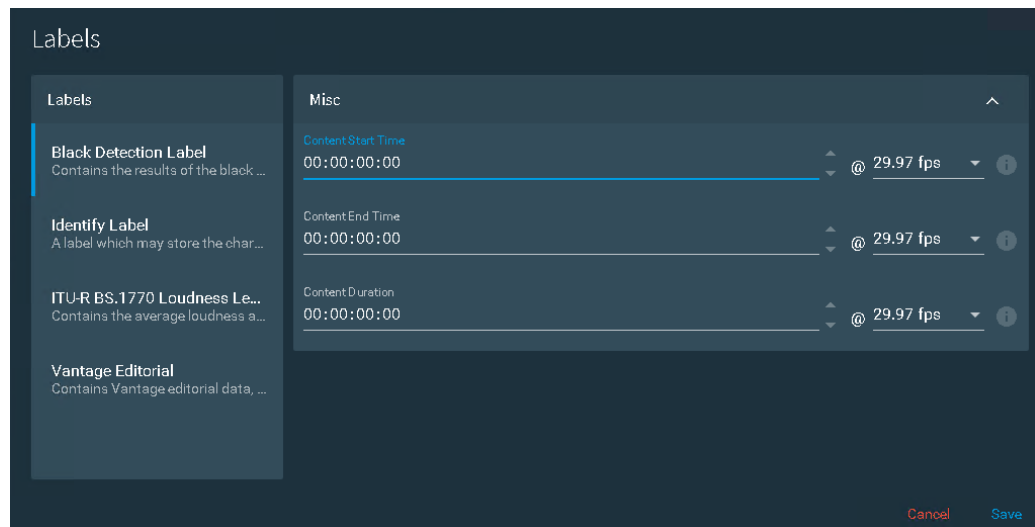 Labels
Labels
Black Detection Label
Contains the results of the black ...
Identify Label
A label which may store the char...
ITU-R BS.1770 Loudness Le...
Contains the average loudness a...
Vantage Editorial
Contains Vantage editorial data, ...
Misc
Content Start Time
00:00:00:00 @ 29.97 fps
Content End Time
00:00:00:00 @ 29.97 fps
Content Duration
00:00:00:00 @ 29.97 fps
Cancel Save